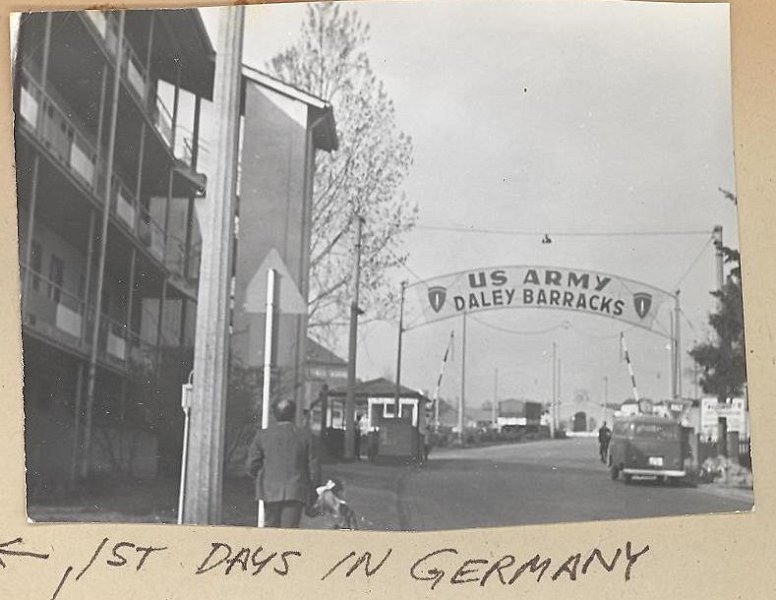 US ARMY
DALEY BARRACKS
← 1ST DAYS IN GERMANY